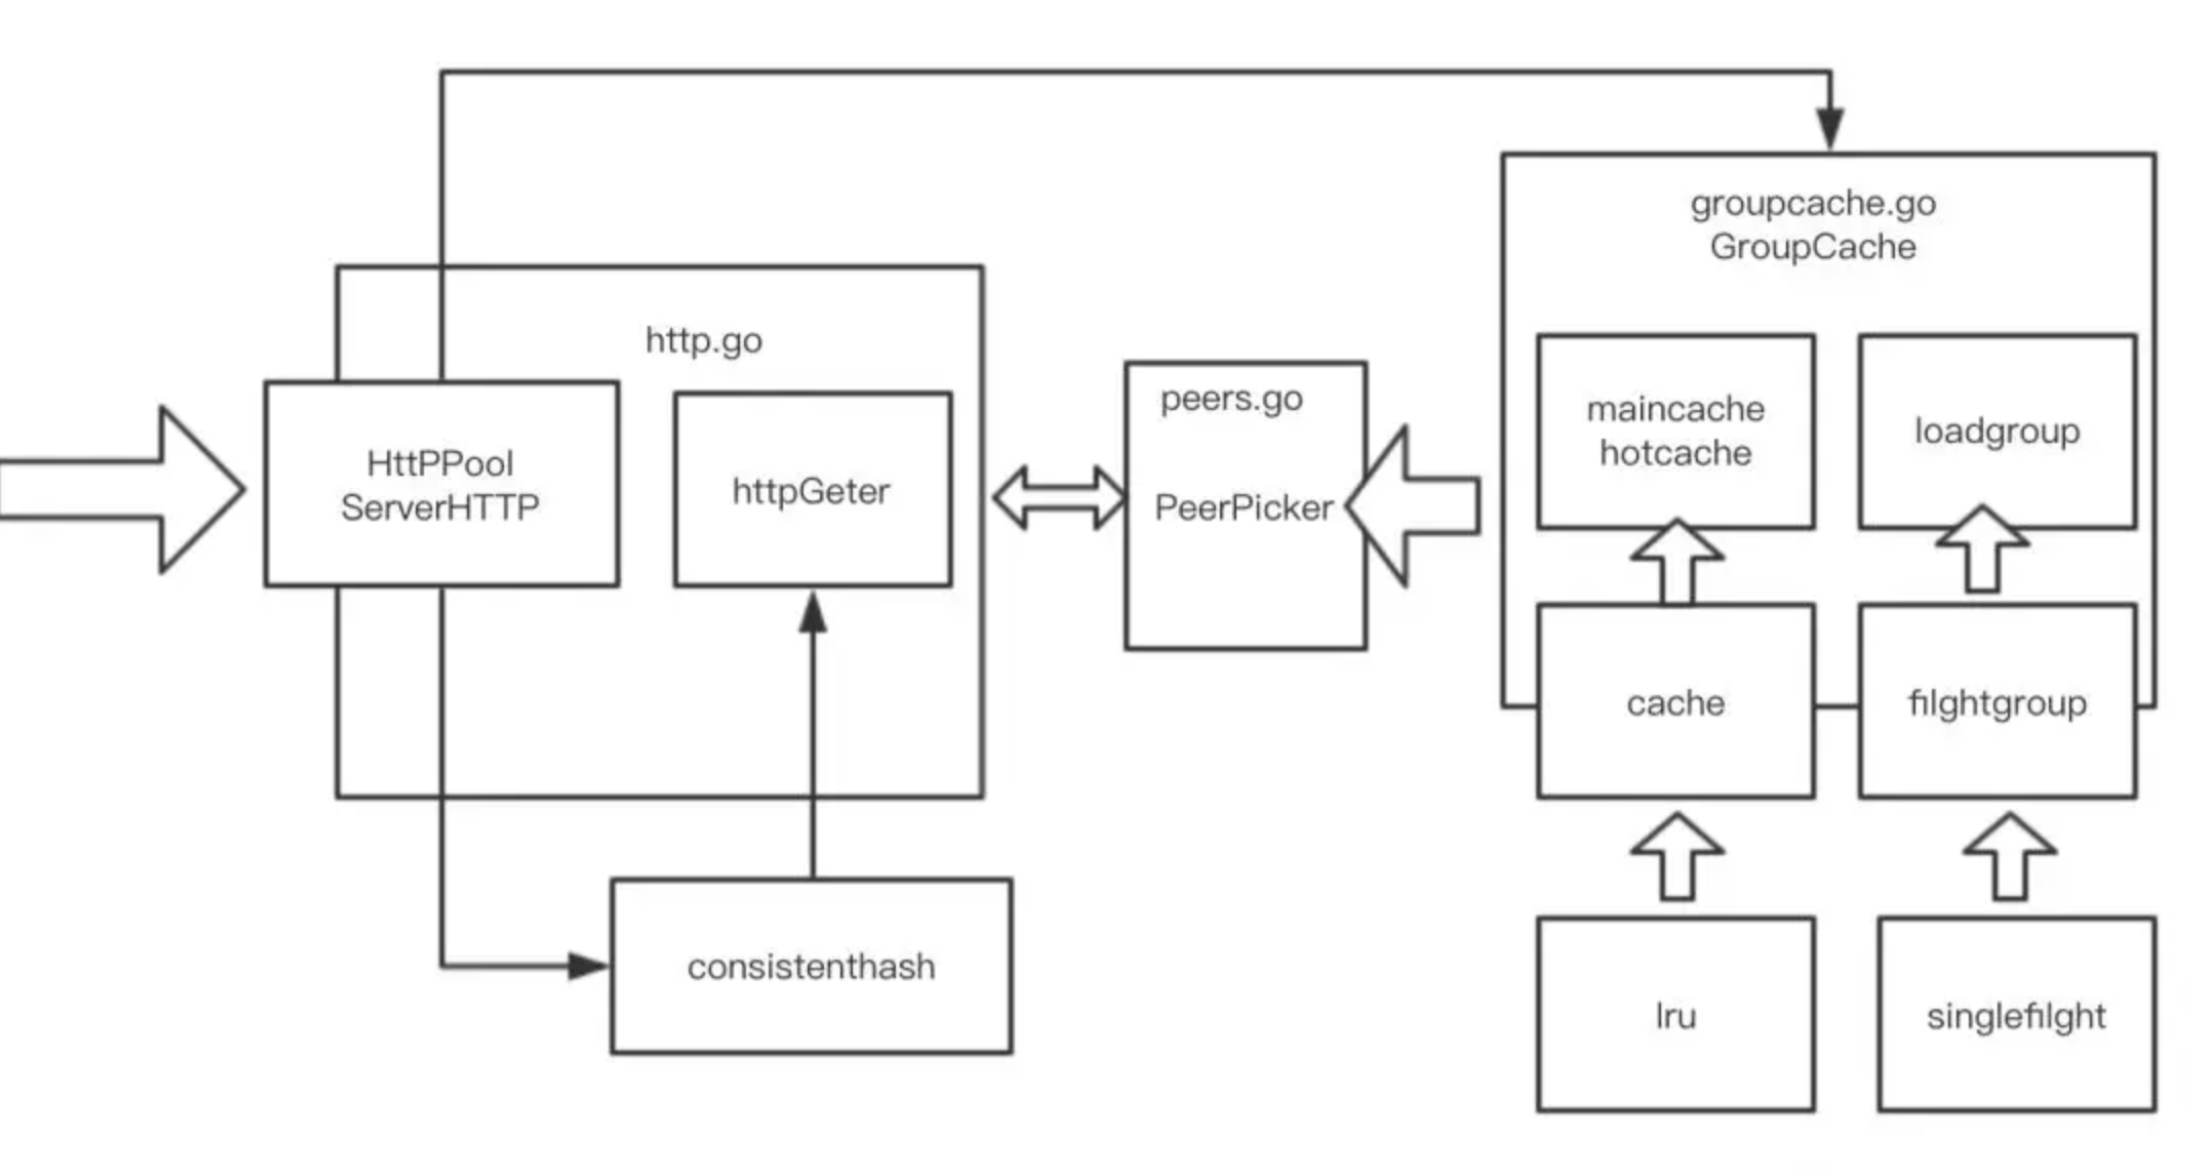 groupcache.go
GroupCache
http.go
HttPPool
ServerHTTP
httpGeter
peers.go
PeerPicker
maincache
hotcache
loadgroup
cache
filghtgroup
consistenthash
lru
singlefilght